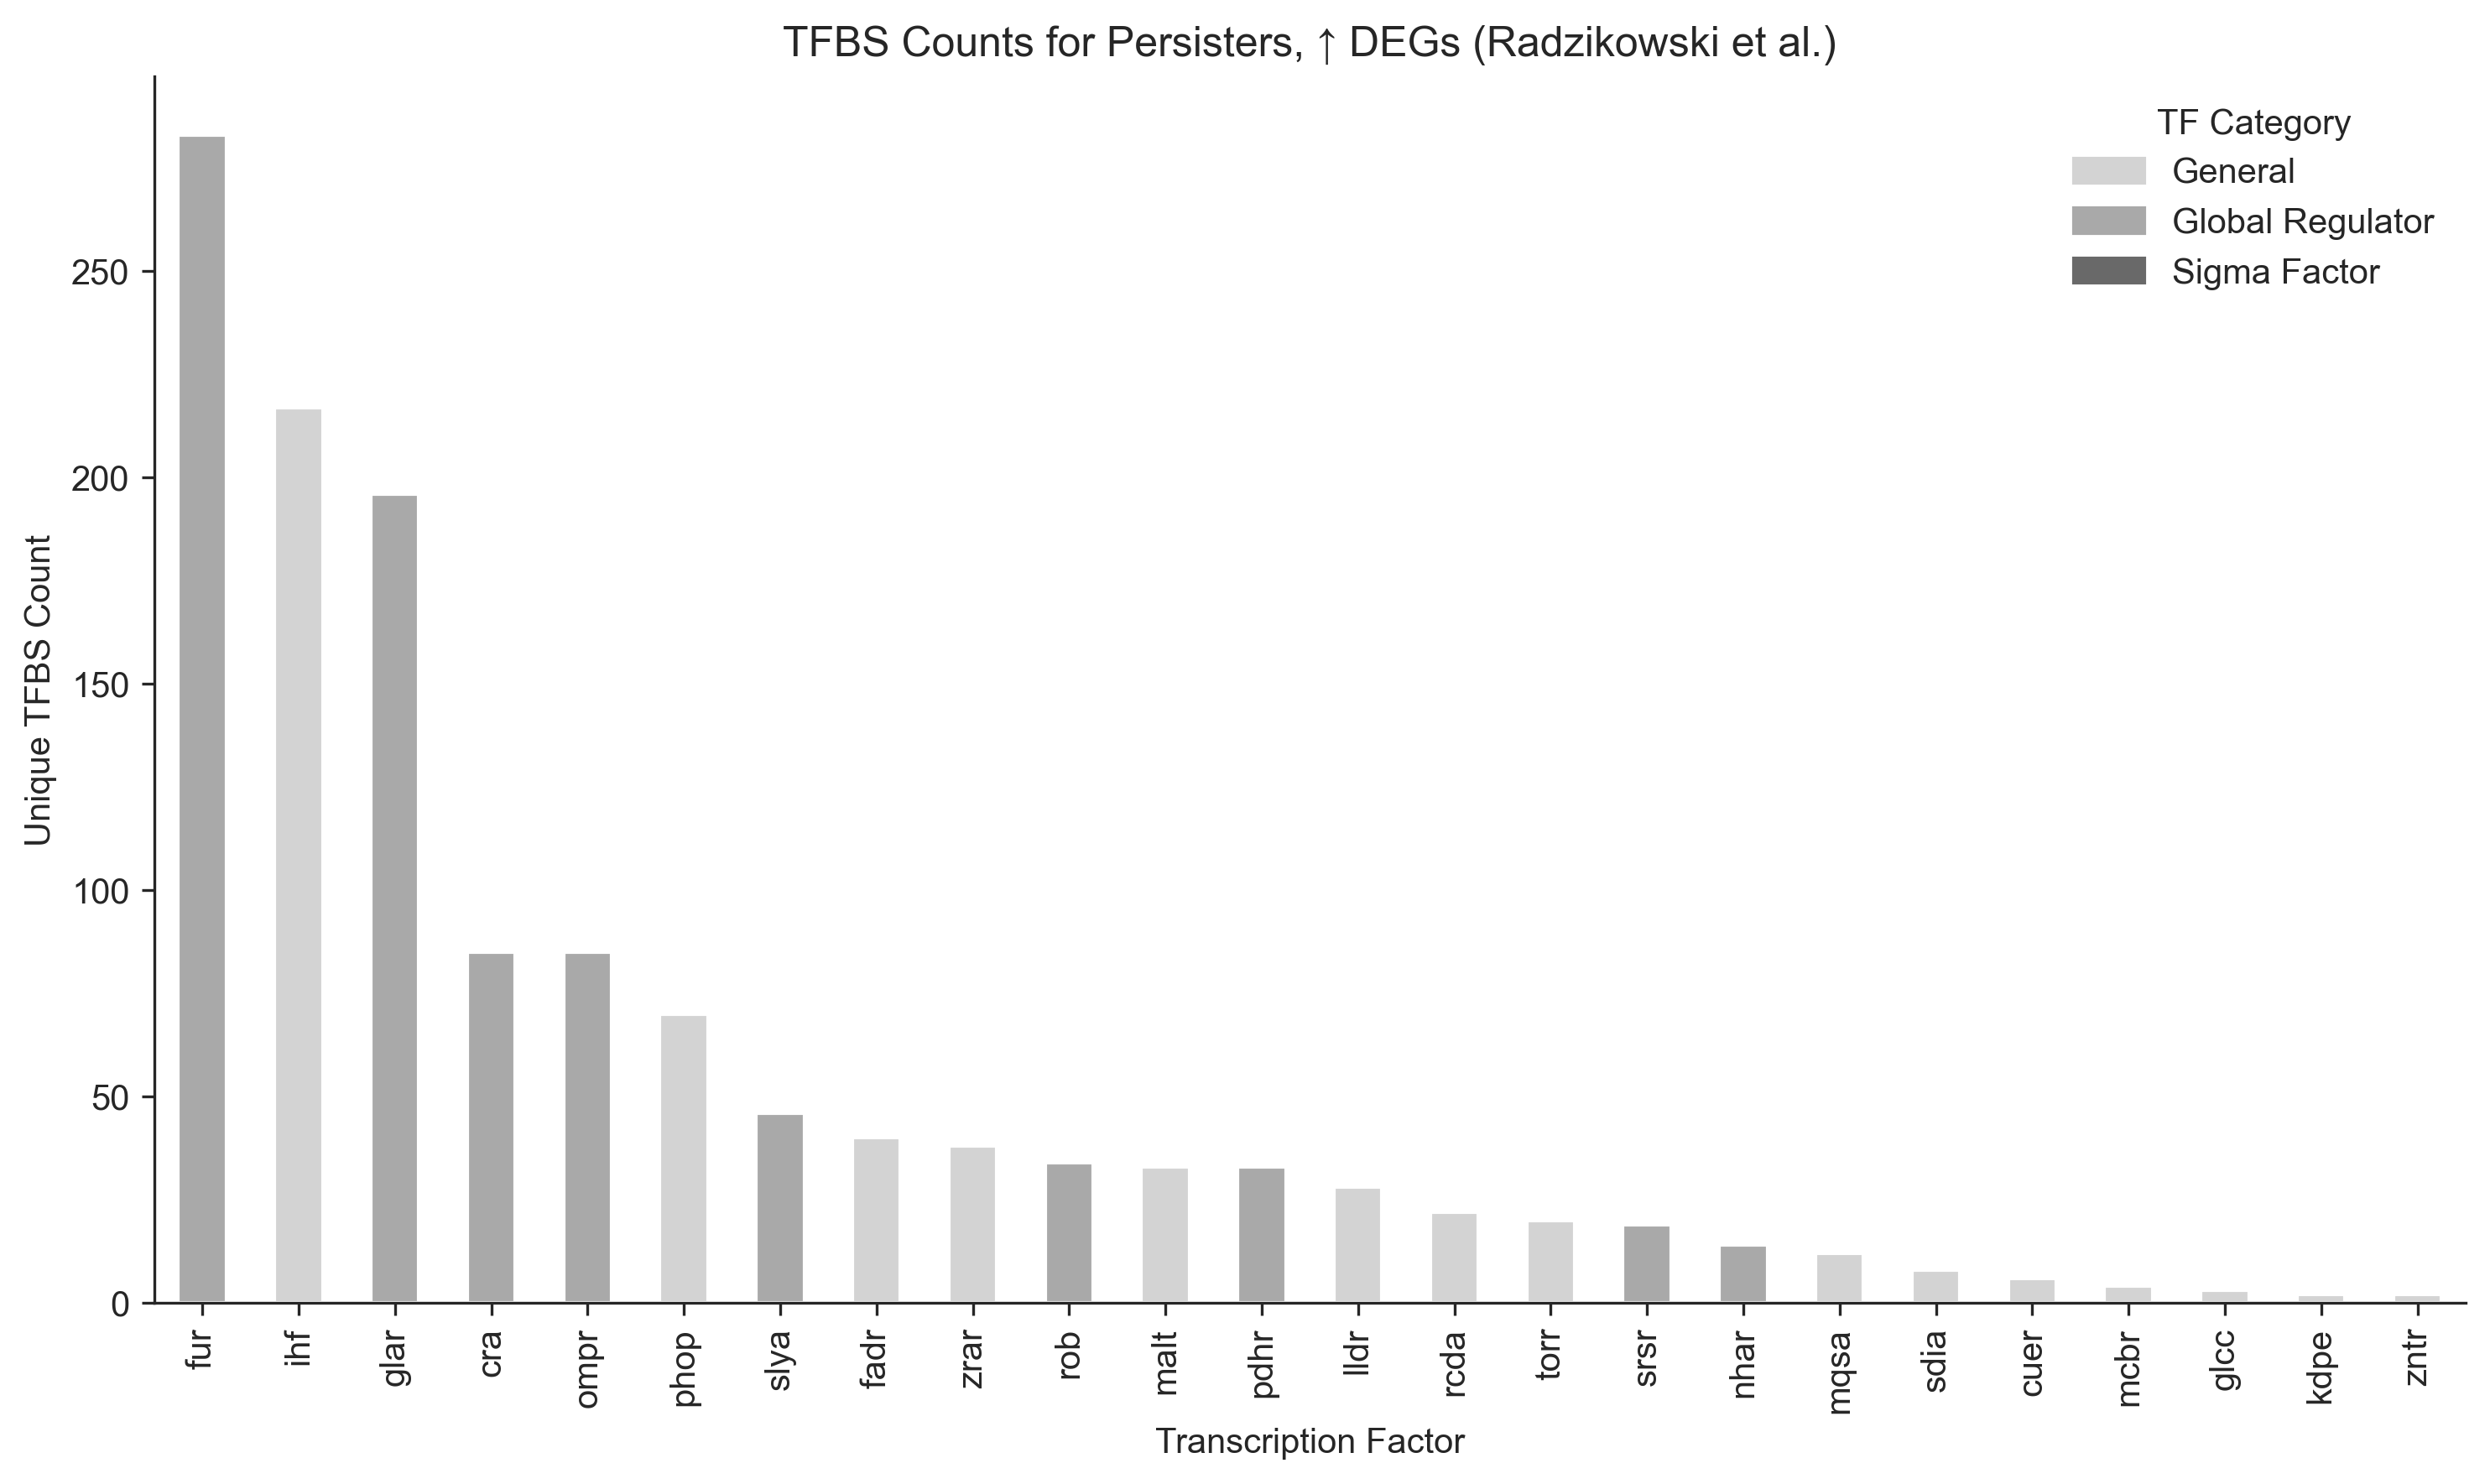 TFBS Counts for Persisters, ↑ DEGs (Radzikowski et al.)
TF Category
General
Global Regulator
Sigma Factor
Unique TFBS Count
250
200
150
100
50
0
fur
ihf
glar
cra
ompr
phop
slya
fadr
zrar
rob
malt
pdhr
lldr
rcda
torr
srsr
nhar
mqsa
sdia
cuer
mcbr
glcc
kdpe
zntr
Transcription Factor